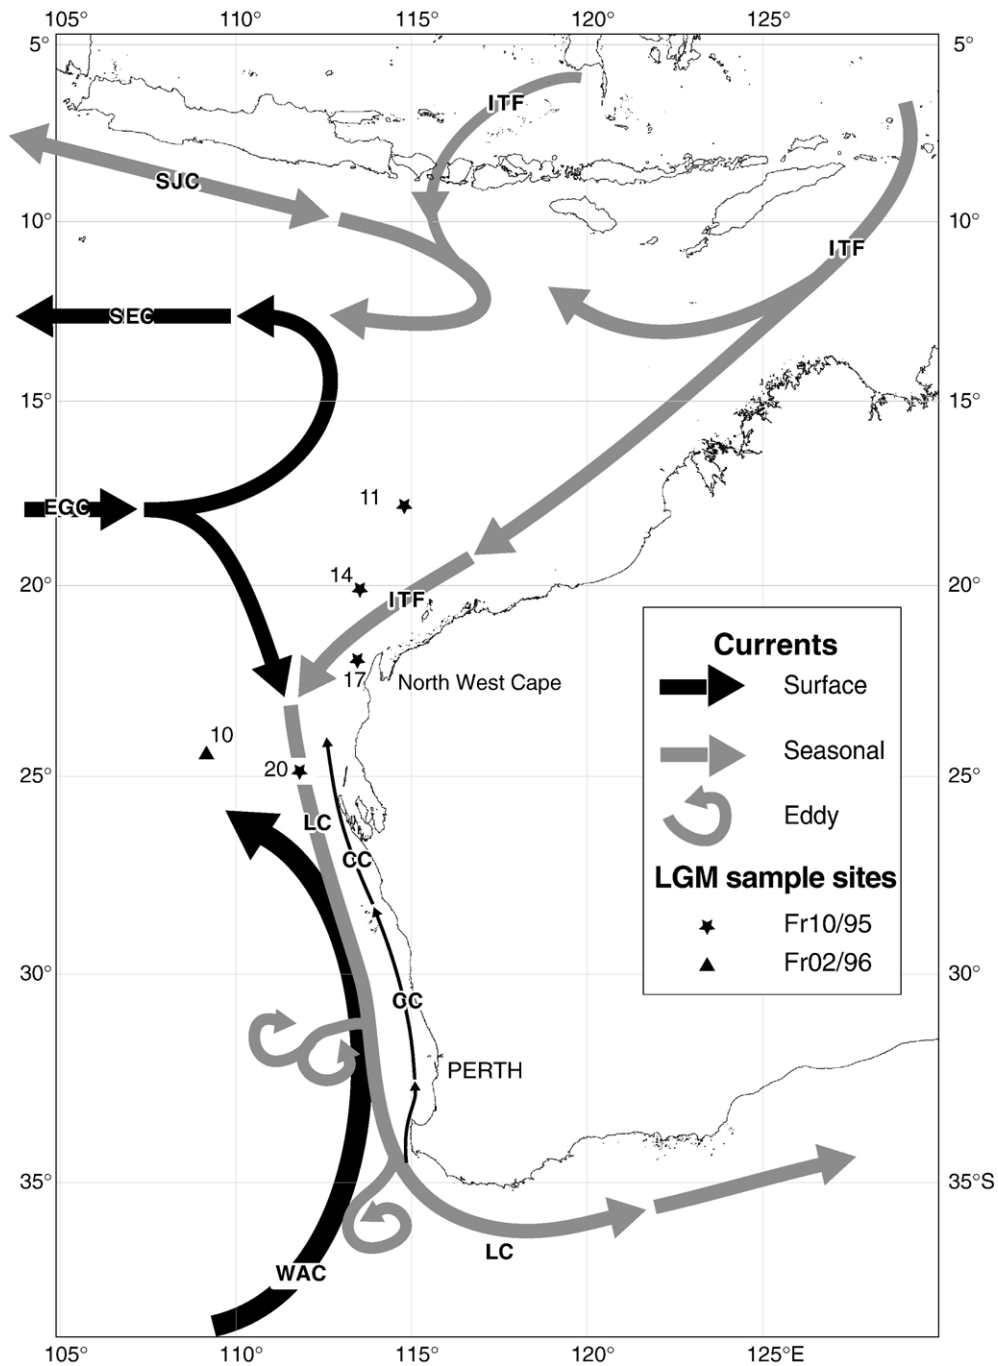 105° 110° 115° 120° 125°
5° 5°
ITF
SJC
10° 10°
ITF
SEC
15° 15°
11
EGC
14
20° 20°
ITF
17
North West Cape
Currents
Surface
10
Seasonal
20
25° 25°
LC
Eddy
CC
LGM sample sites
Fr10/95
Fr02/96
30° 30°
CC
PERTH
35° 35°S
LC
WAC
105° 110° 115° 120° 125°E